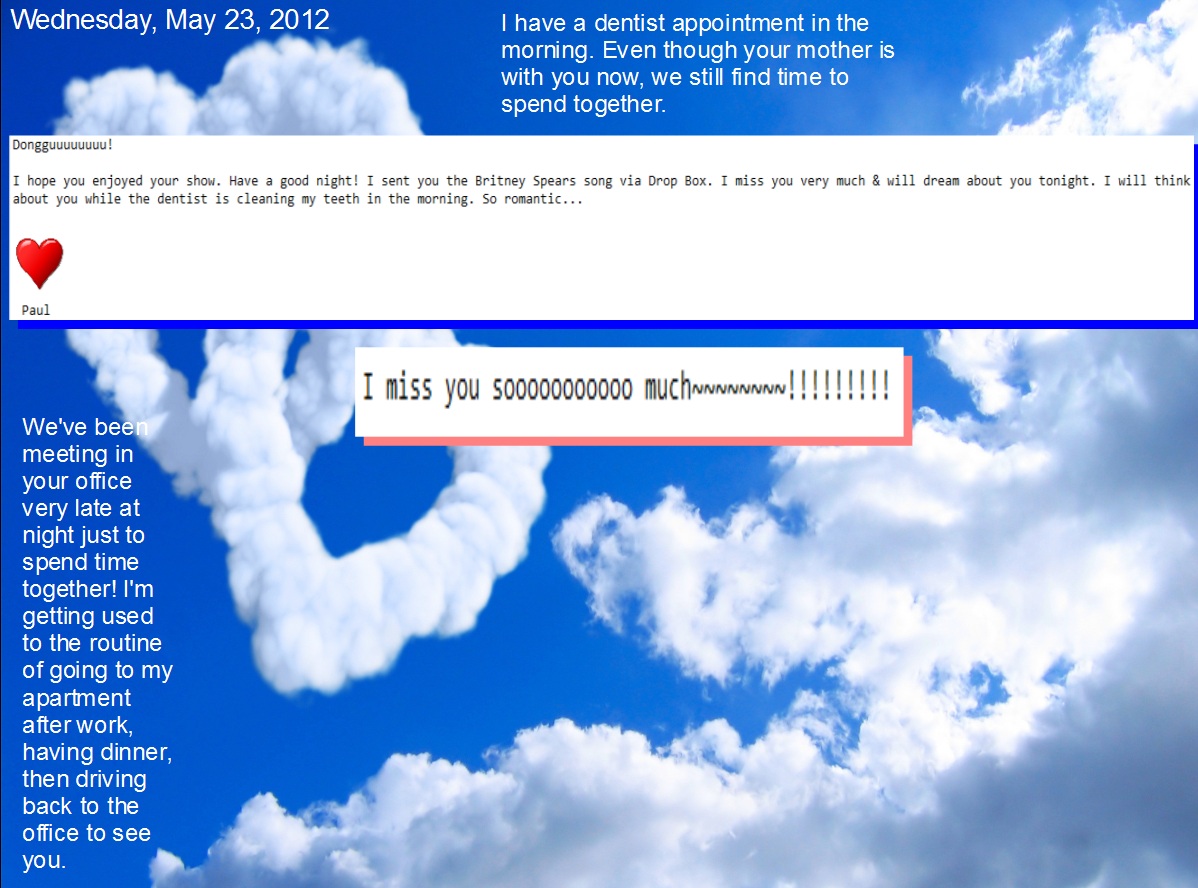 Wednesday, May 23, 2012
I have a dentist appointment in the
morning. Even though your mother is
with you now, we still find time to
spend together.
Dongguuuuuuuu!
I hope you enjoyed your show. Have a good night! I sent you the Britney Spears song via Drop Box. I miss you very much & will dream about you tonight. I will think
about you while the dentist is cleaning my teeth in the morning. So romantic...
Paul
I miss you sooooooooooo much~~~~~~~~!!!!!!!!!
We've been
meeting in
your office
very late at
night just to
spend time
together! I'm
getting used
to the routine
of going to my
apartment
after work,
having dinner,
then driving
back to the
office to see
you.